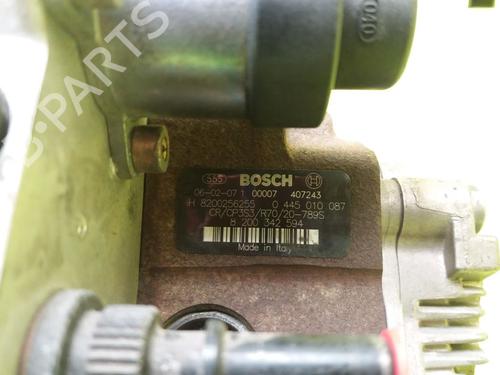 555 BOSCH
06-02-07 1 00007 407243
H 8200256255 0 445 010 087
CR/CP3S3/R70/20-789S
8 200 342 594
Made in Italy
B-PARTS